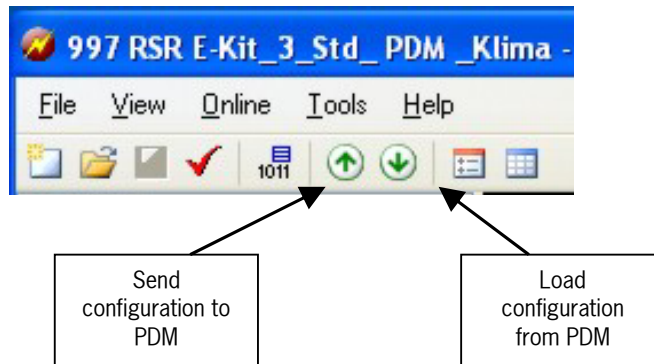 997 RSR E-Kit_3_Std_ PDM _Klima -
File View Online Tools Help
1011
Send
configuration to
PDM
Load
configuration
from PDM